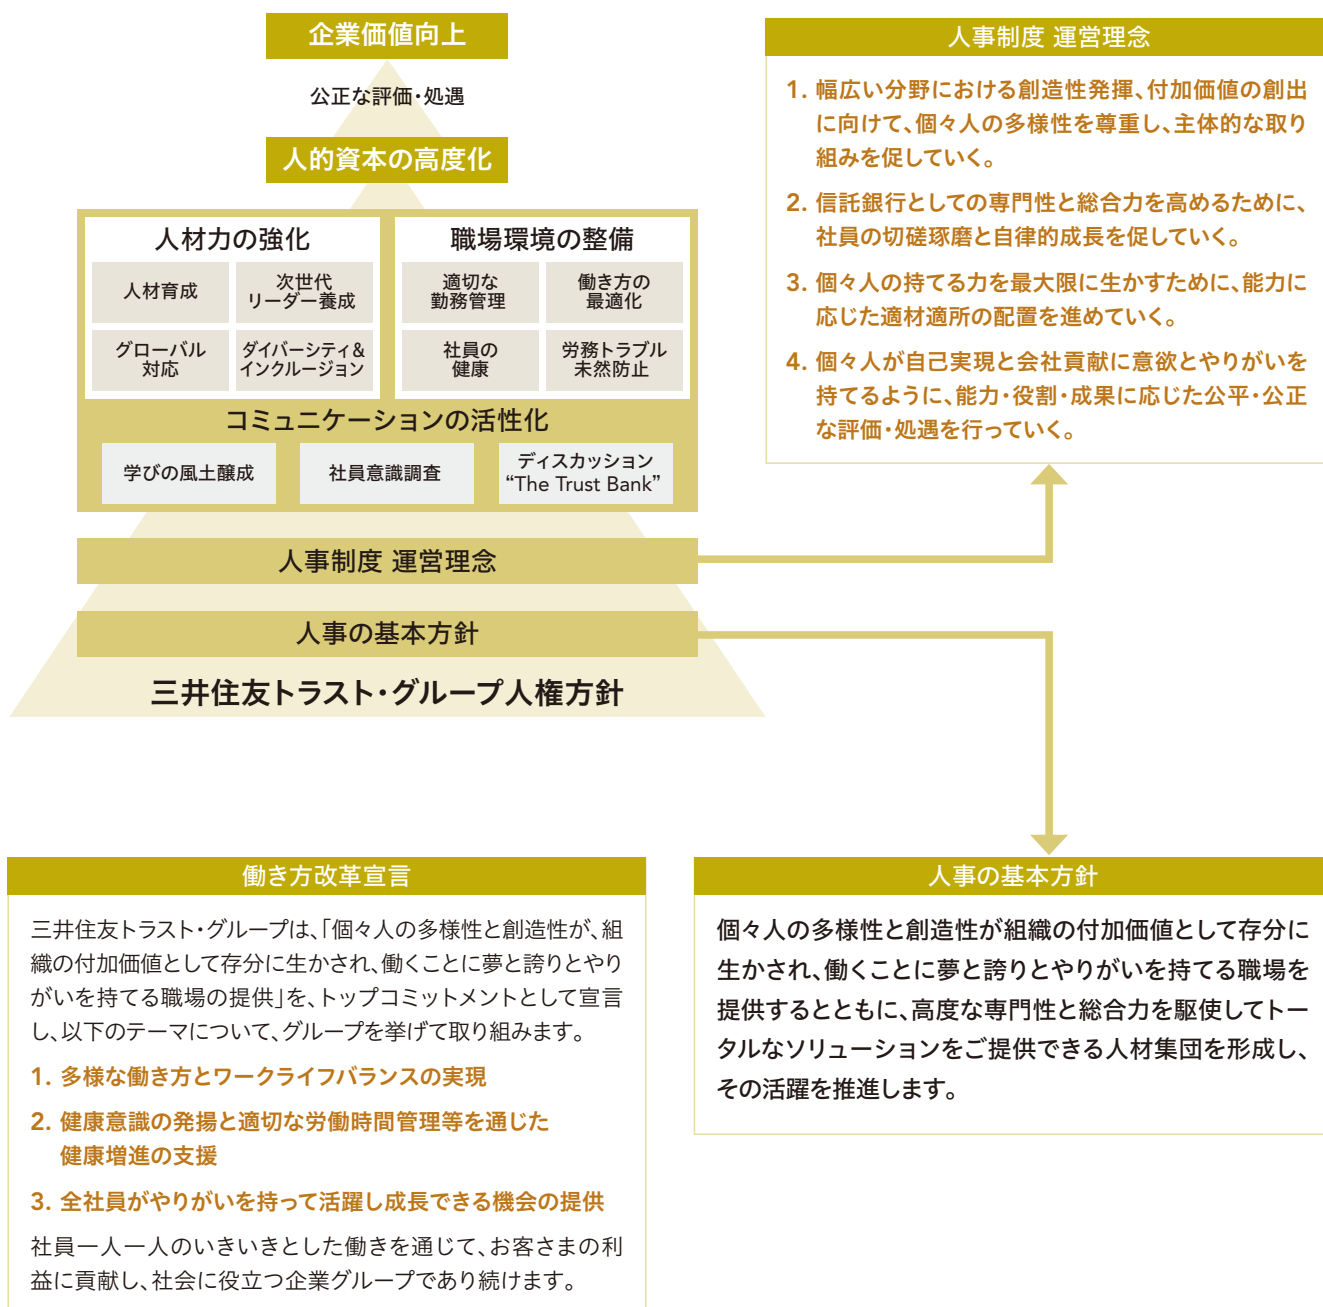 企業価値向上
公正な評価・処遇
人的資本の高度化
人材力の強化
人材育成
次世代
リーダー養成
グローバル
対応
ダイバーシティ&
インクルージョン
職場環境の整備
適切な
勤務管理
働き方の
最適化
社員の
健康
労務トラブル
未然防止
コミュニケーションの活性化
学びの風土醸成
社員意識調査
ディスカッション
“The Trust Bank”
人事制度 運営理念
人事の基本方針
三井住友トラスト・グループ人権方針
人事制度 運営理念
1. 幅広い分野における創造性発揮、付加価値の創出
に向けて、個々人の多様性を尊重し、主体的な取り
組みを促していく。
2. 信託銀行としての専門性と総合力を高めるために、
社員の切磋琢磨と自律的成長を促していく。
3. 個々人の持てる力を最大限に生かすために、能力に
応じた適材適所の配置を進めていく。
4. 個々人が自己実現と会社貢献に意欲とやりがいを
持てるように、能力・役割・成果に応じた公平・公正
な評価・処遇を行っていく。
働き方改革宣言
三井住友トラスト・グループは、「個々人の多様性と創造性が、組
織の付加価値として存分に生かされ、働くことに夢と誇りとやり
がいを持てる職場の提供」を、トップコミットメントとして宣言
し、以下のテーマについて、グループを挙げて取り組みます。
1. 多様な働き方とワークライフバランスの実現
2. 健康意識の発揚と適切な労働時間管理等を通じた
健康増進の支援
3. 全社員がやりがいを持って活躍し成長できる機会の提供
社員一人一人のいきいきとした働きを通じて、お客さまの利
益に貢献し、社会に役立つ企業グループであり続けます。
人事の基本方針
個々人の多様性と創造性が組織の付加価値として存分に
生かされ、働くことに夢と誇りとやりがいを持てる職場を
提供するとともに、高度な専門性と総合力を駆使してトー
タルなソリューションをご提供できる人材集団を形成し、
その活躍を推進します。